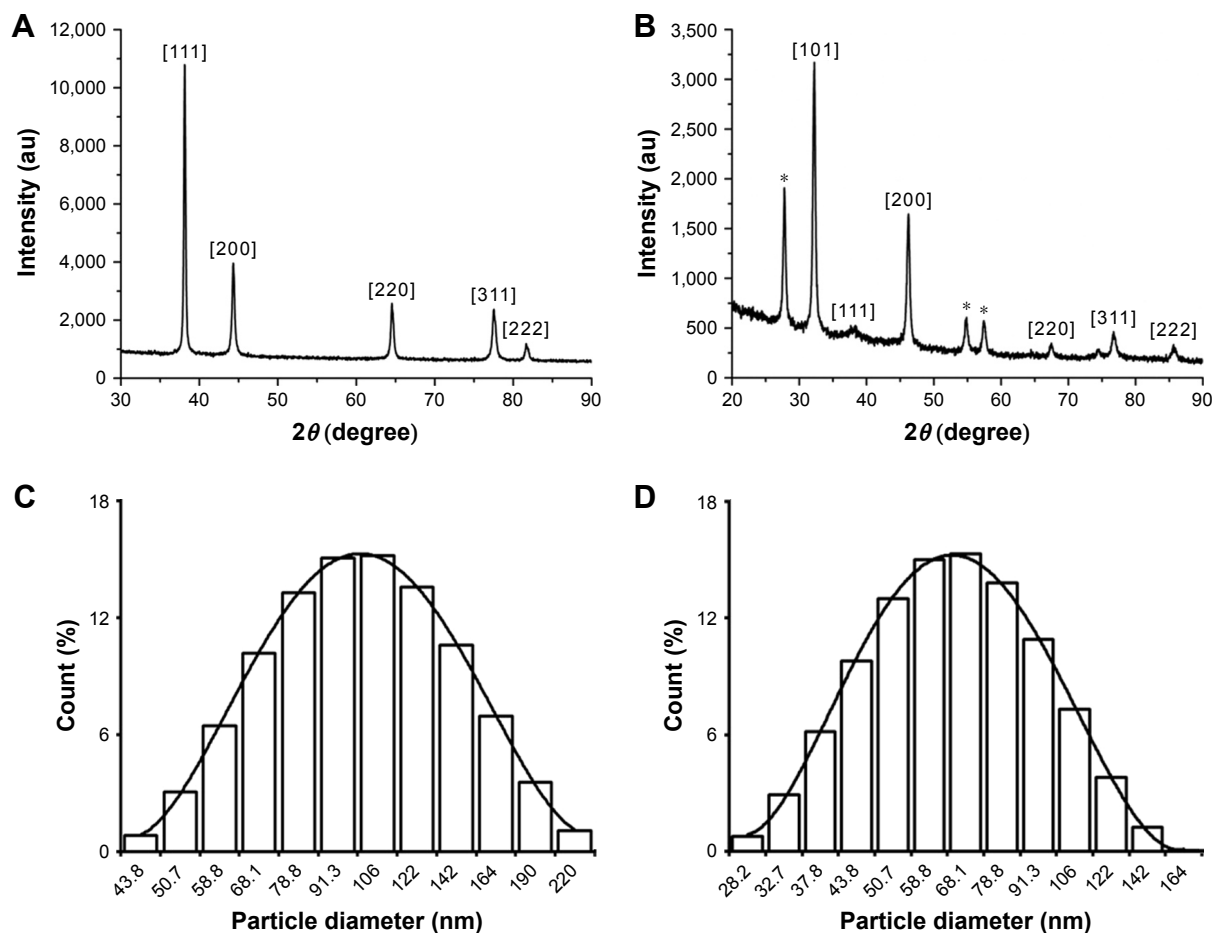 A
12,000
10,000
8,000
6,000
4,000
2,000
0
Intensity (au)
[111]
[200]
[220]
[311]
[222]
30 40 50 60 70 80 90
2θ (degree)
B
3,500
3,000
2,500
2,000
1,500
1,000
500
0
Intensity (au)
*
[101]
[111]
[200]
* *
[220]
[311]
[222]
20 30 40 50 60 70 80 90
2θ (degree)
C
18
12
6
0
Count (%)
43.8 50.7 58.8 68.1 78.8 91.3 106 122 142 164 190 220
Particle diameter (nm)
D
18
12
6
0
Count (%)
28.2 32.7 37.8 43.8 50.7 58.8 68.1 78.8 91.3 106 122 142 164
Particle diameter (nm)